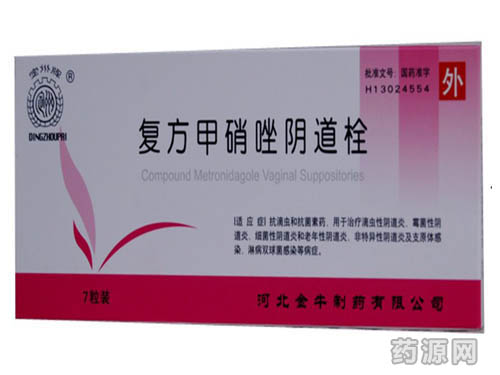 定州牌®
DINGZHOUPAI
批准文号：国药准字
H13024554
外
复方甲硝唑阴道栓
Compound Metronidagole Vaginal Suppositories
[适应症]抗滴虫和抗菌素药，用于治疗滴虫性阴道炎、霉菌性阴
道炎、细菌性阴道炎和老年性阴道炎、非特异性阴道炎及支原体感
染、淋病双球菌感染等病症。
7粒装
河北金牛制药有限公司
药源网